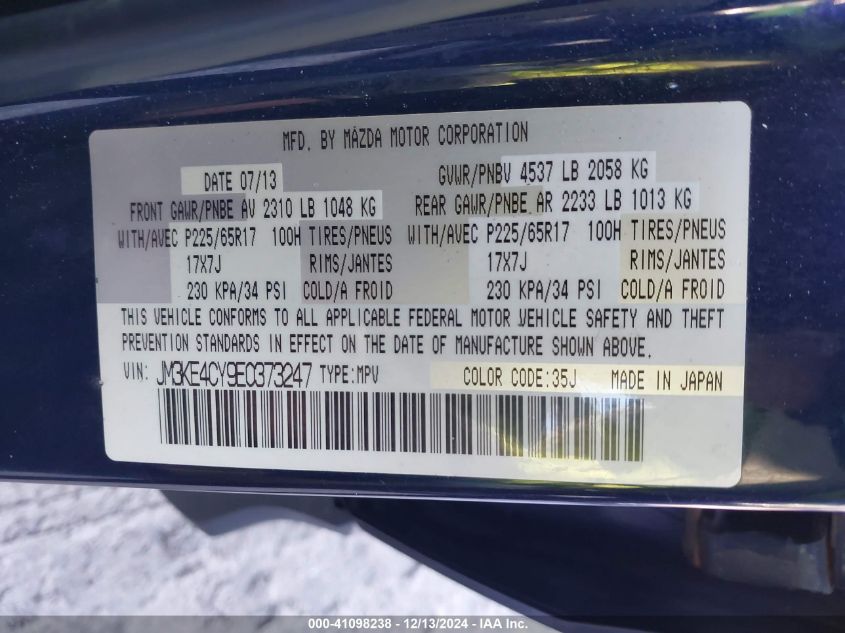 MFD. BY MAZDA MOTOR CORPORATION
DATE 07/13 GVWR/PNBV 4537 LB 2058 KG
FRONT GAWR/PNBE AV 2310 LB 1048 KG REAR GAWR/PNBE AR 2233 LB 1013 KG
WITH/AVEC P225/65R17 100H TIRES/PNEUS WITH/AVEC P225/65R17 100H TIRES/PNEUS
17X7J RIMS/JANTES 17X7J RIMS/JANTES
230 KPA/34 PSI COLD/A FROID 230 KPA/34 PSI COLD/A FROID
THIS VEHICLE CONFORMS TO ALL APPLICABLE FEDERAL MOTOR VEHICLE SAFETY AND THEFT
PREVENTION STANDARDS IN EFFECT ON THE DATE OF MANUFACTURE SHOWN ABOVE.
VIN: JM3KE4CY9E0373247 TYPE:MPV COLOR CODE:35J MADE IN JAPAN
000-41098238 - 12/13/2024 - IAA Inc.